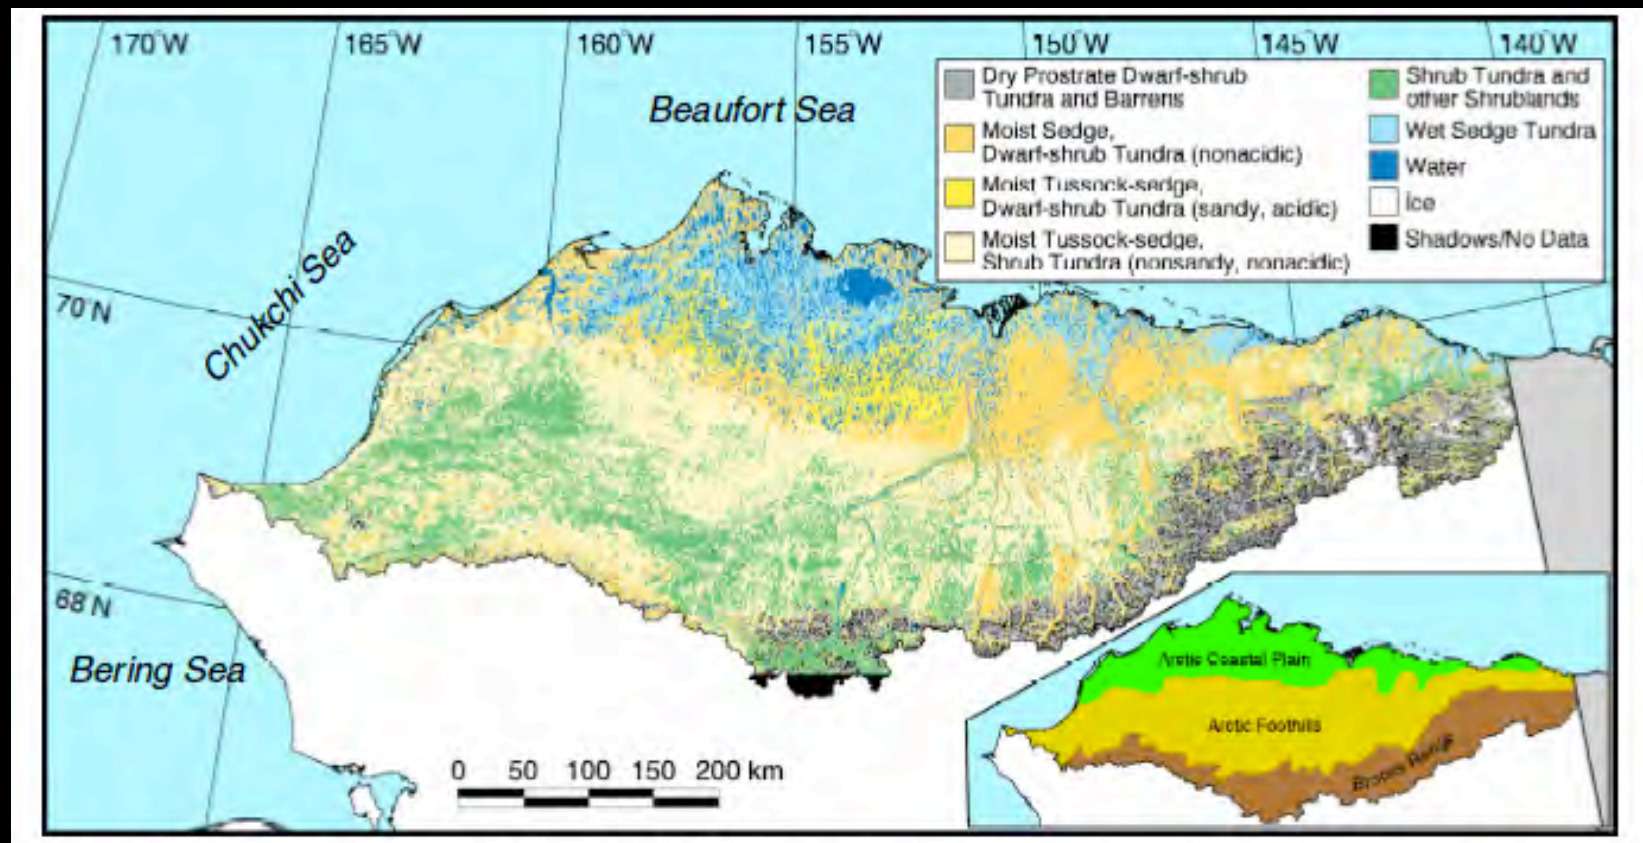 170°W 165°W 160°W 155°W 150°W 145°W 140°W
Beaufort Sea
Chukchi Sea
70°N
68°N
Bering Sea
Dry Prostrate Dwarf-shrub
Tundra and Barrens
Moist Sedge,
Dwarf-shrub Tundra (nonacidic)
Moist Tussock-sedge,
Dwarf-shrub Tundra (sandy, acidic)
Moist Tussock-sedge,
Shrub Tundra (nonsandy, nonacidic)
Shrub Tundra and
other Shrublands
Wet Sedge Tundra
Water
Ice
Shadows/No Data
0 50 100 150 200 km
Arctic Coastal Plain
Arctic Foothills
Brooks Range